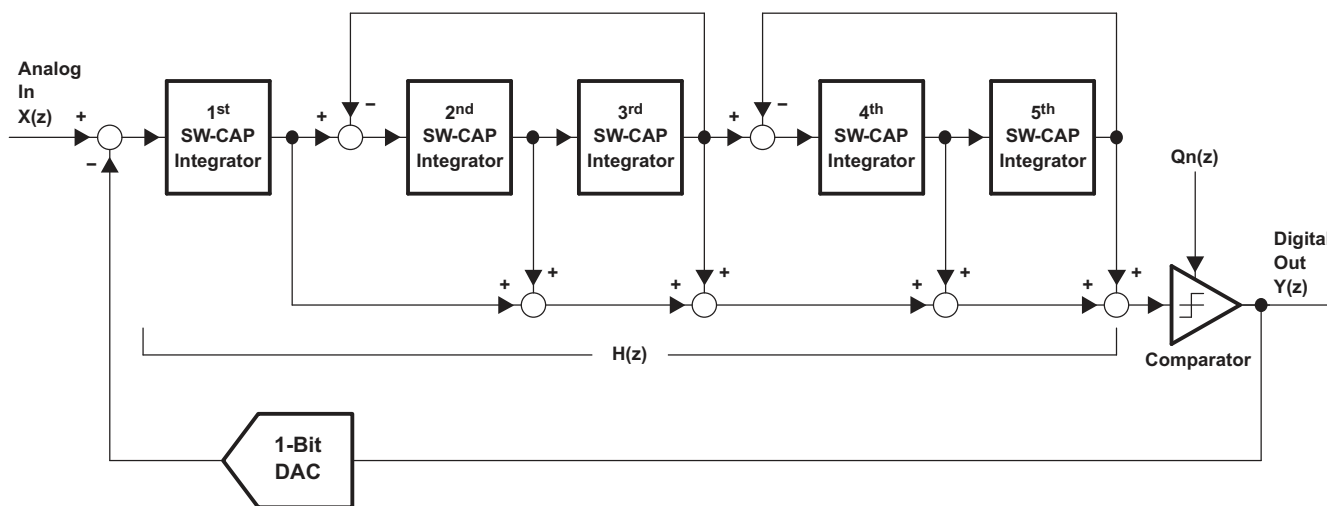 Analog
In
X(z)
+
−
1st
SW-CAP
Integrator
+
−
2nd
SW-CAP
Integrator
3rd
SW-CAP
Integrator
+
−
4th
SW-CAP
Integrator
5th
SW-CAP
Integrator
Qn(z)
+
+
+
+
+
+
+
+
Digital
Out
Y(z)
H(z)
Comparator
1-Bit
DAC